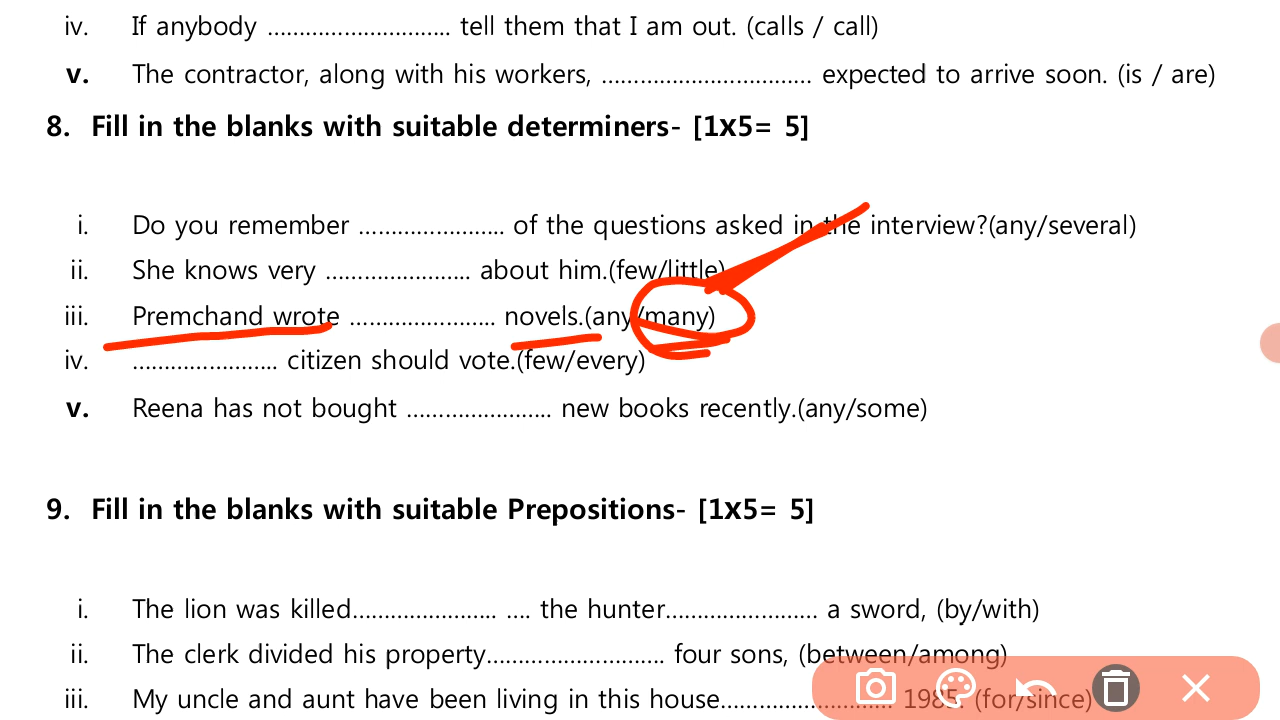 iv. If anybody ............................. tell them that I am out. (calls / call)
v. The contractor, along with his workers, ................................. expected to arrive soon. (is / are)
8. Fill in the blanks with suitable determiners- [1x5= 5]
i. Do you remember ....................... of the questions asked in the interview?(any/several)
ii. She knows very ....................... about him.(few/little)
iii. Premchand wrote ....................... novels.(any/many)
iv. ....................... citizen should vote.(few/every)
v. Reena has not bought ....................... new books recently.(any/some)
9. Fill in the blanks with suitable Prepositions- [1x5= 5]
i. The lion was killed....................... .... the hunter........................ a sword, (by/with)
ii. The clerk divided his property............................ four sons, (between/among)
iii. My uncle and aunt have been living in this house........................... 1985. (for/since)